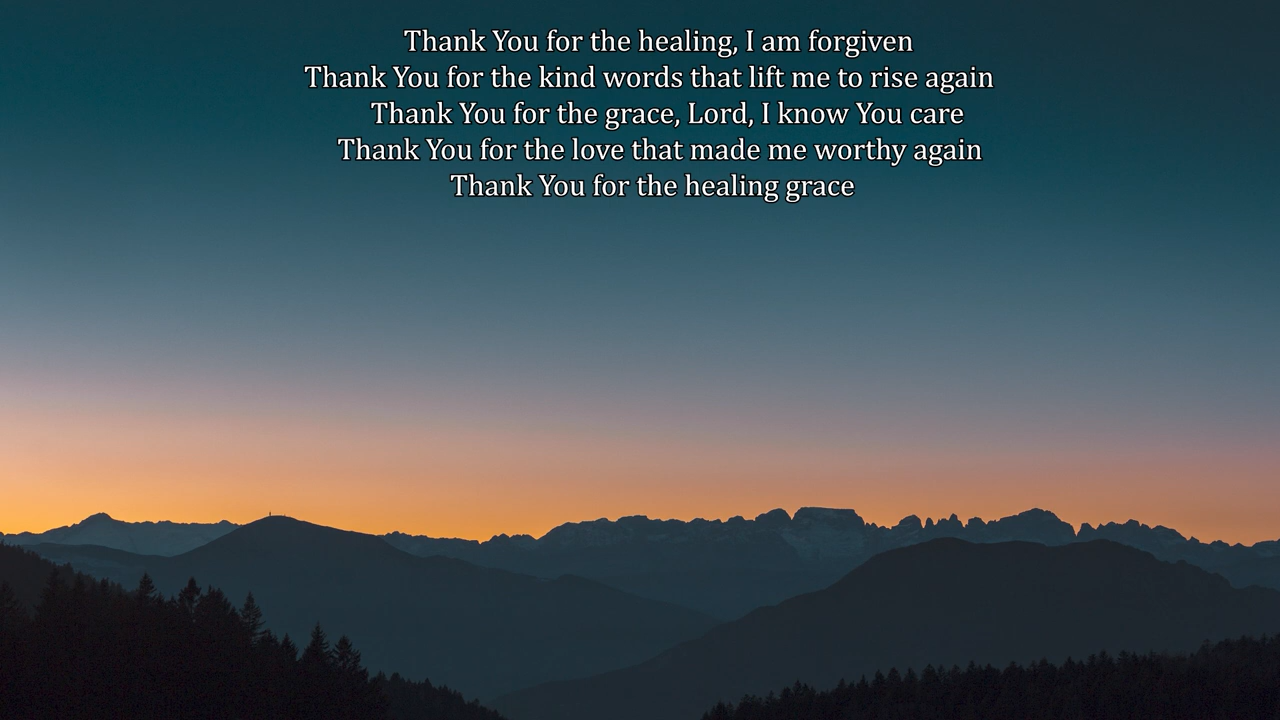 Thank You for the healing, I am forgiven
Thank You for the kind words that lift me to rise again
Thank You for the grace, Lord, I know You care
Thank You for the love that made me worthy again
Thank You for the healing grace